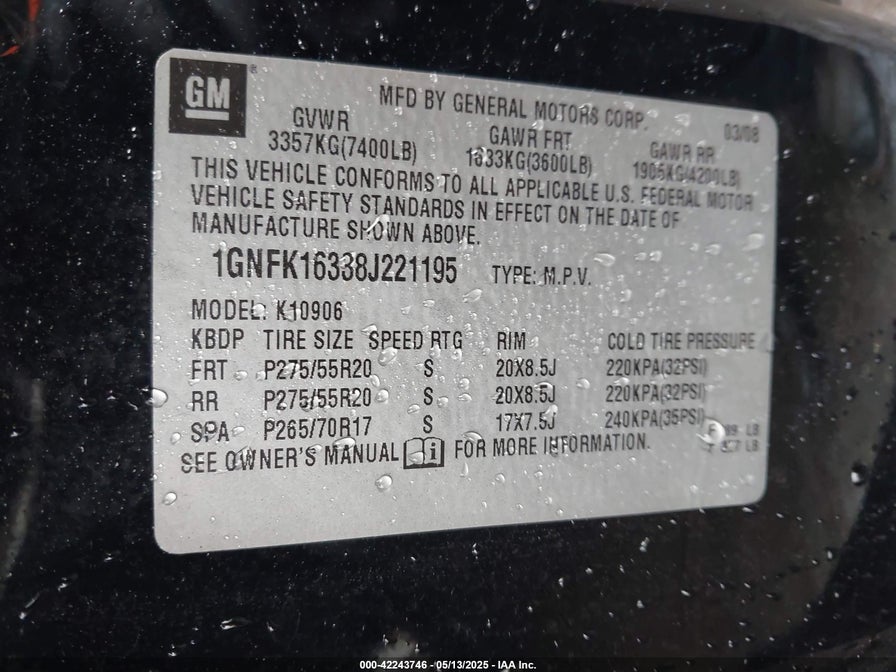 GM
MFD BY GENERAL MOTORS CORP.
03/08
GVWR GAWR FRT GAWR RR
3357KG(7400LB) 1633KG(3600LB) 1905KG(4200LB)
THIS VEHICLE CONFORMS TO ALL APPLICABLE U.S. FEDERAL MOTOR
VEHICLE SAFETY STANDARDS IN EFFECT ON THE DATE OF
MANUFACTURE SHOWN ABOVE.
1GNFK16338J221195 TYPE: M.P.V.
MODEL: K10906
KBDP TIRE SIZE SPEED RTG RIM COLD TIRE PRESSURE
FRT P275/55R20 S 20X8.5J 220KPA(32PSI)
RR P275/55R20 S 20X8.5J 220KPA(32PSI)
SPA P265/70R17 S 17X7.5J 240KPA(35PSI)
SEE OWNER'S MANUAL FOR MORE INFORMATION.
000-42243746 — 05/13/2025 — IAA Inc.